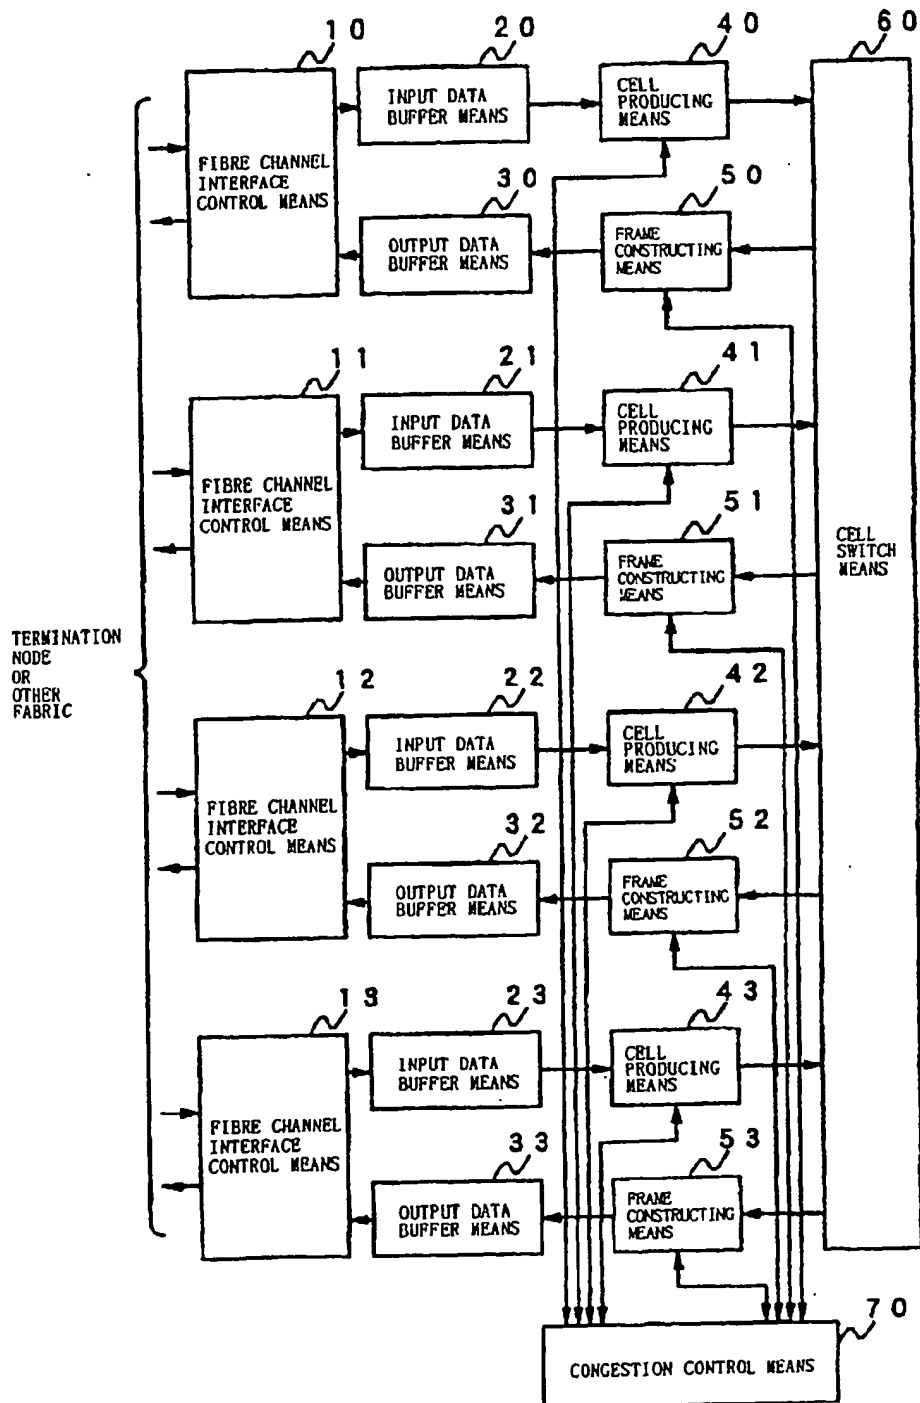 10
20
40
60
FIBRE CHANNEL
INTERFACE
CONTROL MEANS
INPUT DATA
BUFFER MEANS
CELL
PRODUCING
MEANS
30
50
OUTPUT DATA
BUFFER MEANS
FRAME
CONSTRUCTING
MEANS
11
21
41
FIBRE CHANNEL
INTERFACE
CONTROL MEANS
INPUT DATA
BUFFER MEANS
CELL
PRODUCING
MEANS
31
51
OUTPUT DATA
BUFFER MEANS
FRAME
CONSTRUCTING
MEANS
CELL
SWITCH
MEANS
TERMINATION
NODE
OR
OTHER
FABRIC
12
22
42
FIBRE CHANNEL
INTERFACE
CONTROL MEANS
INPUT DATA
BUFFER MEANS
CELL
PRODUCING
MEANS
32
52
OUTPUT DATA
BUFFER MEANS
FRAME
CONSTRUCTING
MEANS
13
23
43
FIBRE CHANNEL
INTERFACE
CONTROL MEANS
INPUT DATA
BUFFER MEANS
CELL
PRODUCING
MEANS
33
53
OUTPUT DATA
BUFFER MEANS
FRAME
CONSTRUCTING
MEANS
70
CONGESTION CONTROL MEANS